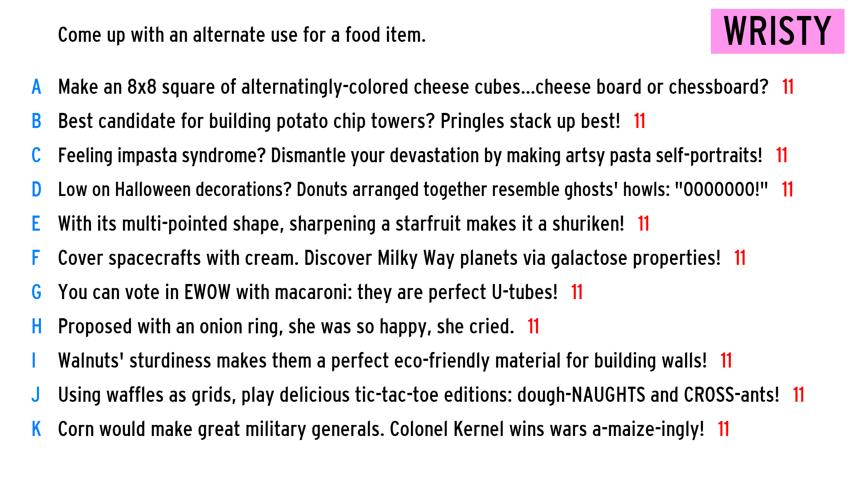 Come up with an alternate use for a food item.
WRISTY
A Make an 8x8 square of alternatingly-colored cheese cubes...cheese board or chessboard? 11
B Best candidate for building potato chip towers? Pringles stack up best! 11
C Feeling impasta syndrome? Dismantle your devastation by making artsy pasta self-portraits! 11
D Low on Halloween decorations? Donuts arranged together resemble ghosts' howls: "OOOOOOO!" 11
E With its multi-pointed shape, sharpening a starfruit makes it a shuriken! 11
F Cover spacecrafts with cream. Discover Milky Way planets via galactose properties! 11
G You can vote in EWOW with macaroni: they are perfect U-tubes! 11
H Proposed with an onion ring, she was so happy, she cried. 11
I Walnuts' sturdiness makes them a perfect eco-friendly material for building walls! 11
J Using waffles as grids, play delicious tic-tac-toe editions: dough-NAUGHTS and CROSS-ants! 11
K Corn would make great military generals. Colonel Kernel wins wars a-maize-ingly! 11